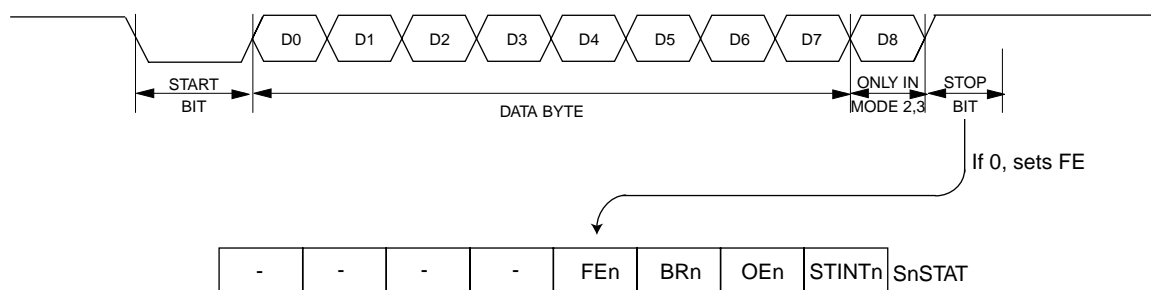 D0 D1 D2 D3 D4 D5 D6 D7 D8
START
BIT
DATA BYTE
ONLY IN
MODE 2,3
STOP
BIT
If 0, sets FE
- - - - FEn BRn OEn STINTn SnSTAT